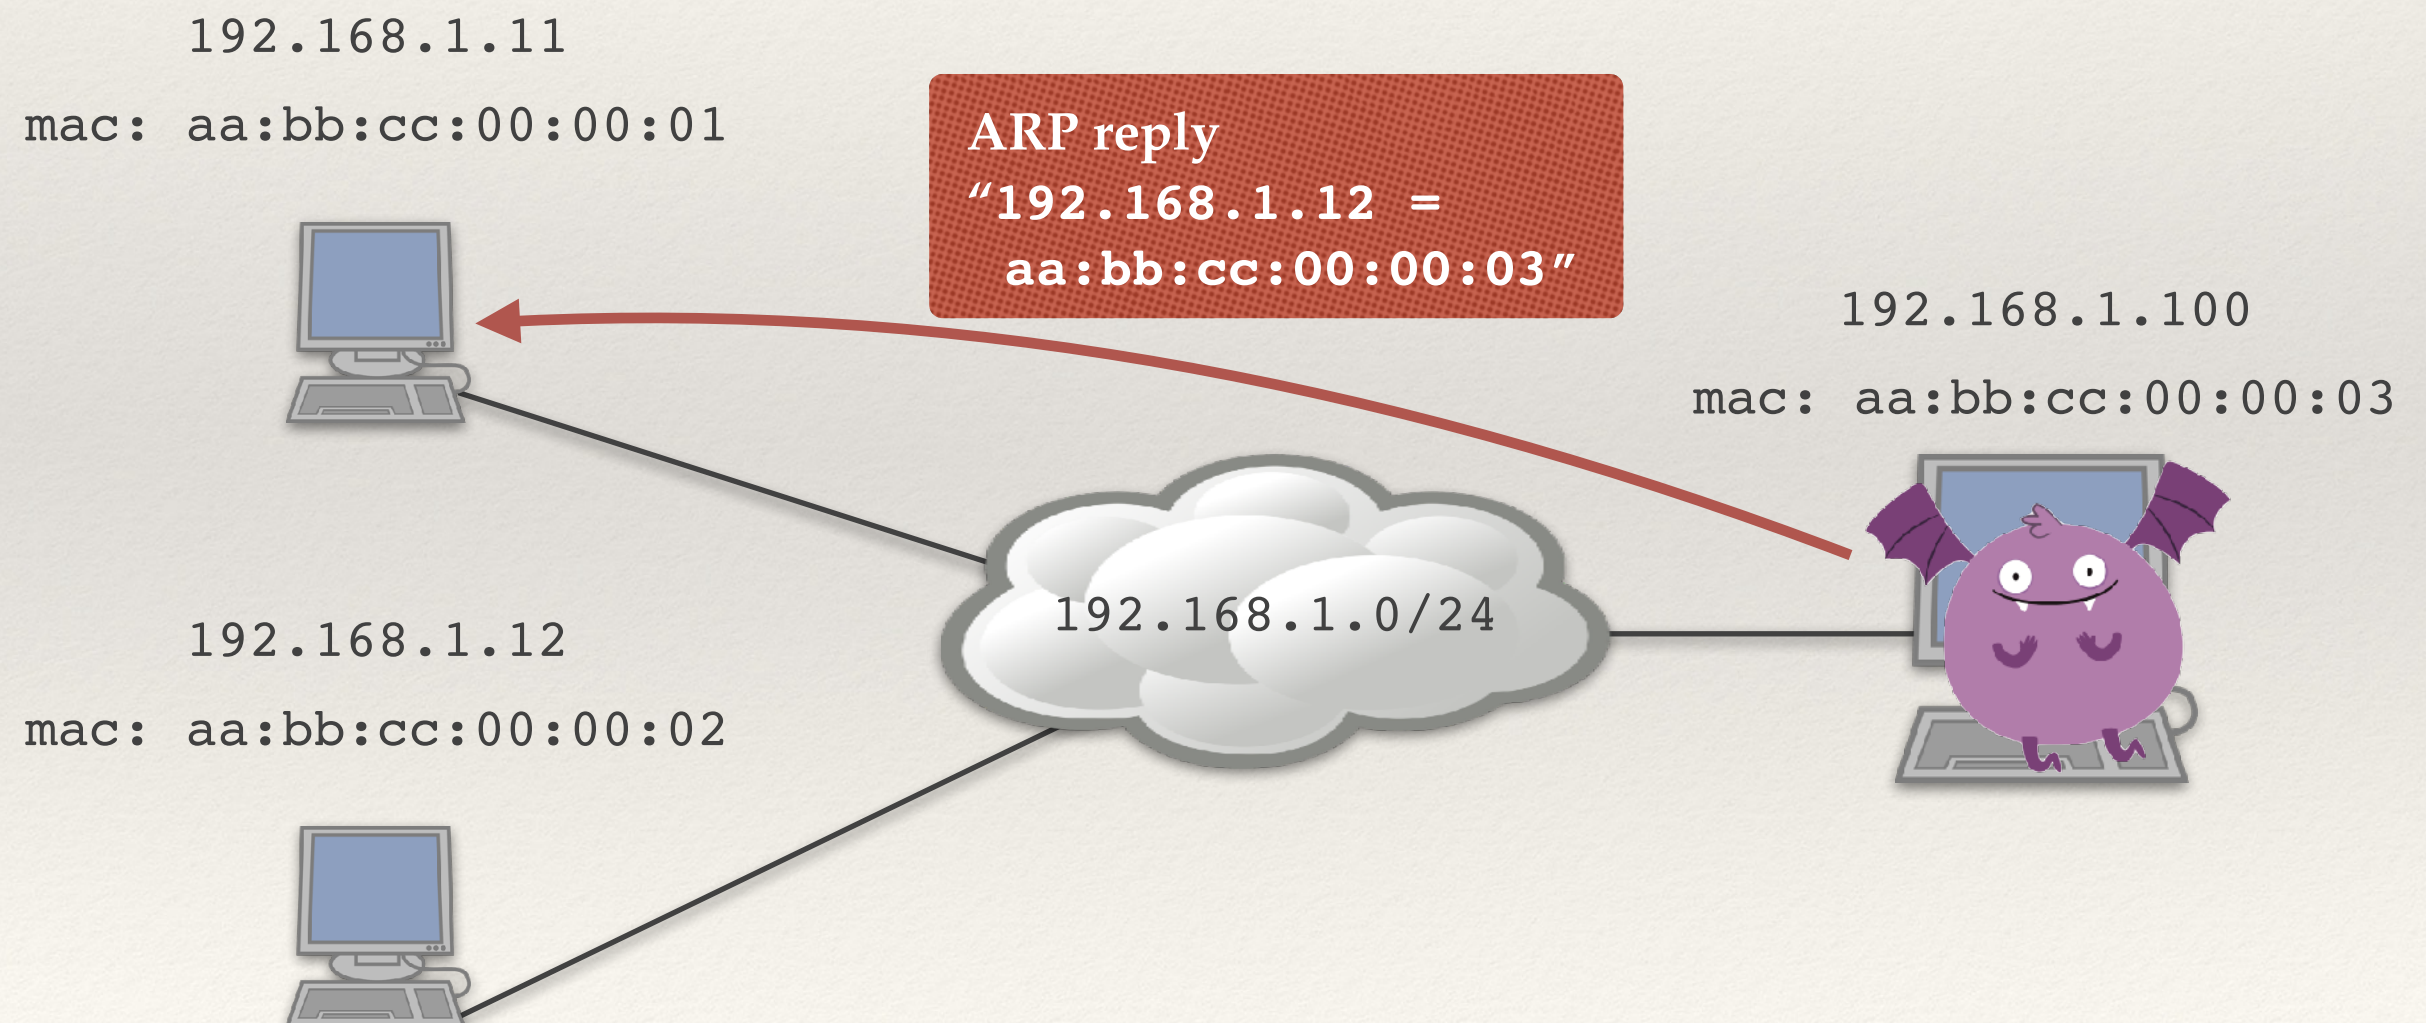 192.168.1.11
mac: aa:bb:cc:00:00:01
ARP reply
“192.168.1.12 =
aa:bb:cc:00:00:03”
192.168.1.100
mac: aa:bb:cc:00:00:03
192.168.1.0/24
192.168.1.12
mac: aa:bb:cc:00:00:02